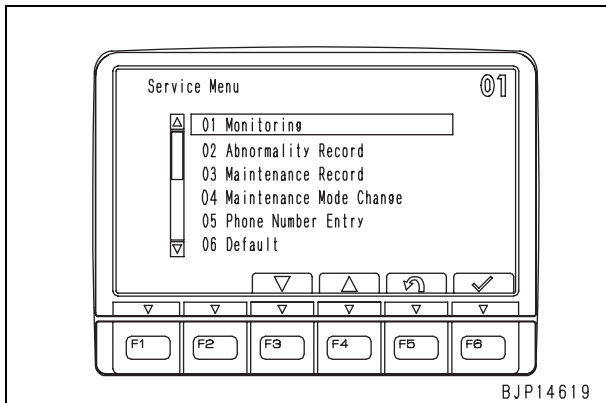 Service Menu 01
01 Monitoring
02 Abnormality Record
03 Maintenance Record
04 Maintenance Mode Change
05 Phone Number Entry
06 Default
F1 F2 F3 F4 F5 F6
BJP14619